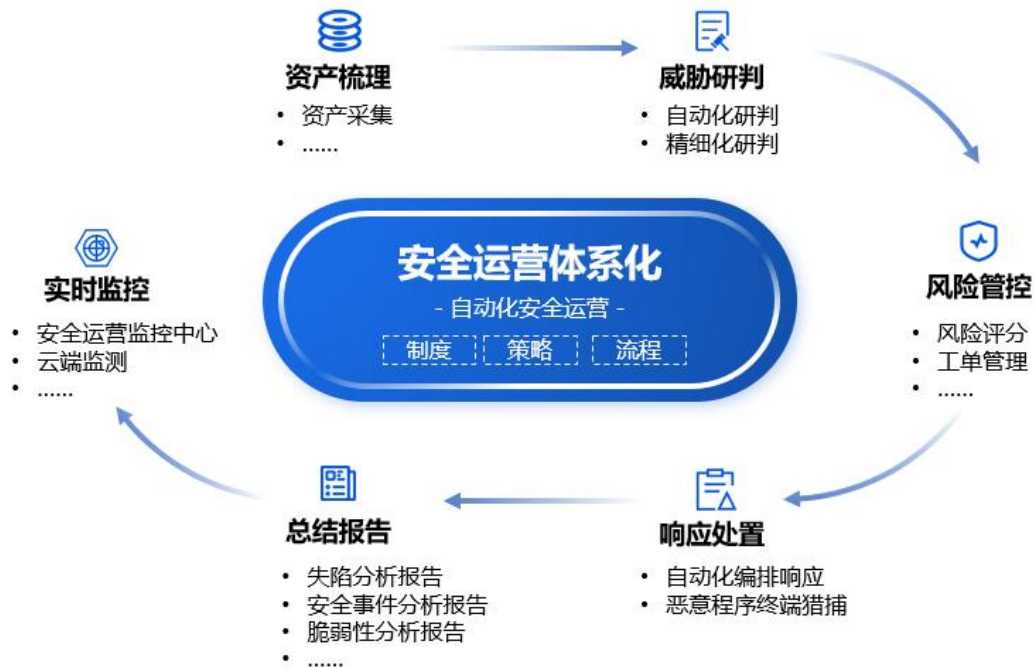 资产梳理
• 资产采集
• ......
威胁研判
• 自动化研判
• 精细化研判
风险管控
• 风险评分
• 工单管理
• ......
响应处置
• 自动化编排响应
• 恶意程序终端猎捕
总结报告
• 失陷分析报告
• 安全事件分析报告
• 脆弱性分析报告
• ......
实时监控
• 安全运营监控中心
• 云端监测
• ......
安全运营体系化
- 自动化安全运营 -
制度 策略 流程